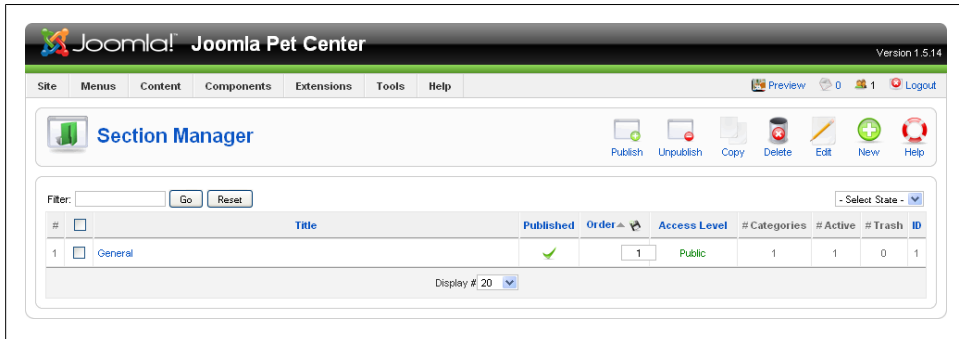 Joomla! Joomla Pet Center
Version 1.5.14
Site Menus Content Components Extensions Tools Help Preview 0 1 Logout
Section Manager
Publish Unpublish Copy Delete Edit New Help
Filter: Go Reset - Select State -
# Title Published Order Access Level # Categories # Active # Trash ID
1 General 1 Public 1 1 0 1
Display # 20